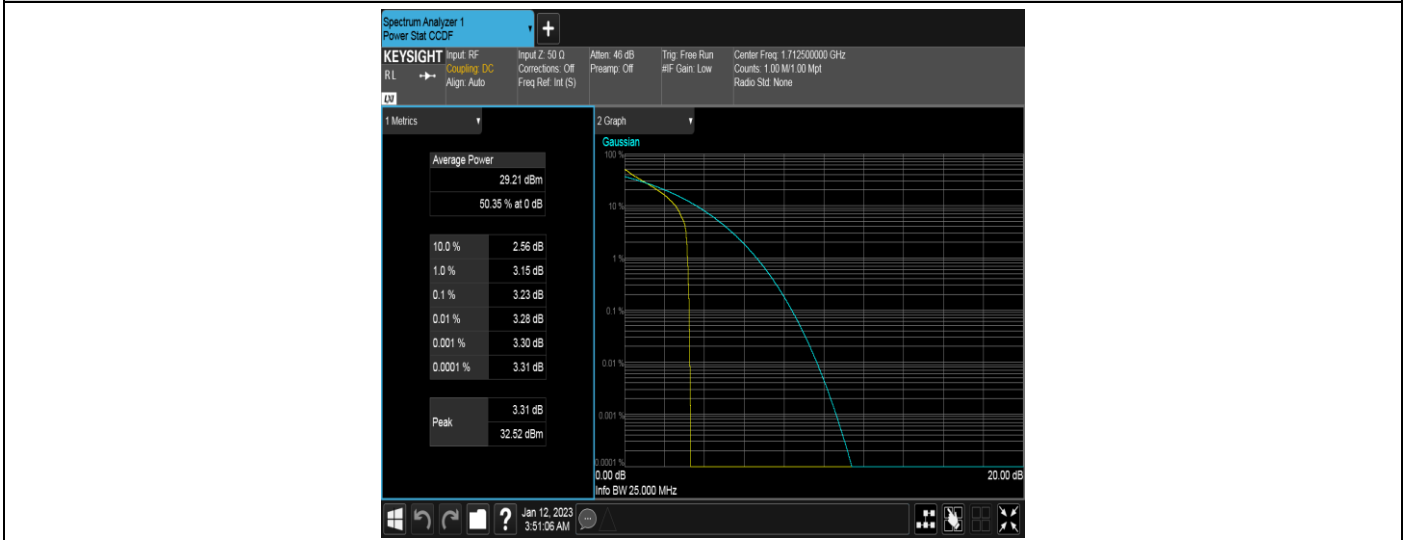 Spectrum Analyzer 1
Power Stat CCDF
+
KEYSIGHT
RL
LXI
Input: RF
Coupling: DC
Align: Auto
Input Z: 50 Ω
Corrections: Off
Freq Ref: Int (S)
Atten: 46 dB
Preamp: Off
Trig: Free Run
#IF Gain: Low
Center Freq: 1.712500000 GHz
Counts: 1.00 M/1.00 Mpt
Radio Std: None
1 Metrics
Average Power
29.21 dBm
50.35 % at 0 dB
10.0 % 2.56 dB
1.0 % 3.15 dB
0.1 % 3.23 dB
0.01 % 3.28 dB
0.001 % 3.30 dB
0.0001 % 3.31 dB
Peak
3.31 dB
32.52 dBm
2 Graph
Gaussian
100 %
10 %
1 %
0.1 %
0.01 %
0.001 %
0.0001 %
0.00 dB 20.00 dB
Info BW 25.000 MHz
?
Jan 12, 2023
3:51:06 AM